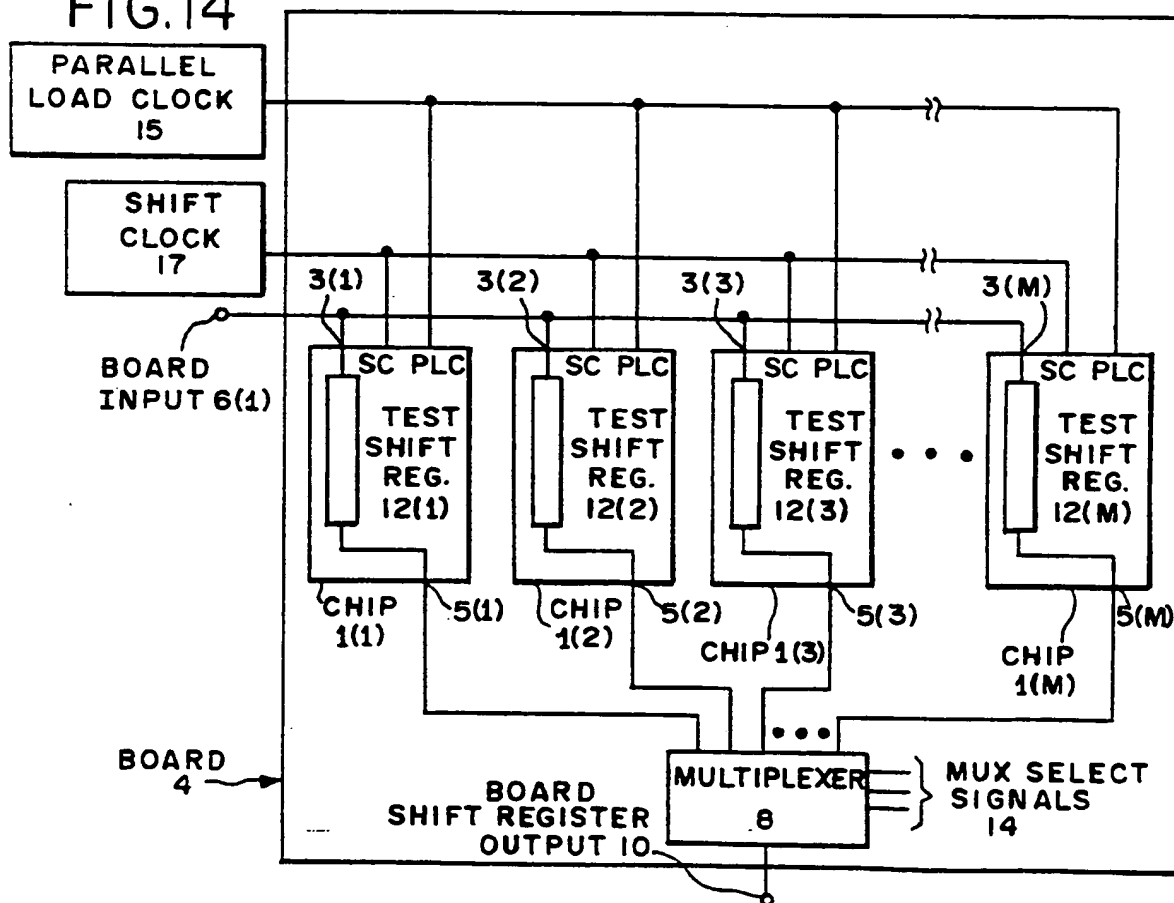 FIG.14
PARALLEL
LOAD CLOCK
15
SHIFT
CLOCK
17
3(1)
3(2)
3(3)
3(M)
BOARD
INPUT 6(1)
SC PLC
TEST
SHIFT
REG.
12(1)
SC PLC
TEST
SHIFT
REG.
12(2)
SC PLC
TEST
SHIFT
REG.
12(3)
SC PLC
TEST
SHIFT
REG.
12(M)
CHIP
1(1)
5(1)
CHIP
1(2)
5(2)
CHIP 1(3)
5(3)
CHIP
1(M)
5(M)
BOARD
4
MULTIPLEXER
8
MUX SELECT
SIGNALS
14
BOARD
SHIFT REGISTER
OUTPUT 10